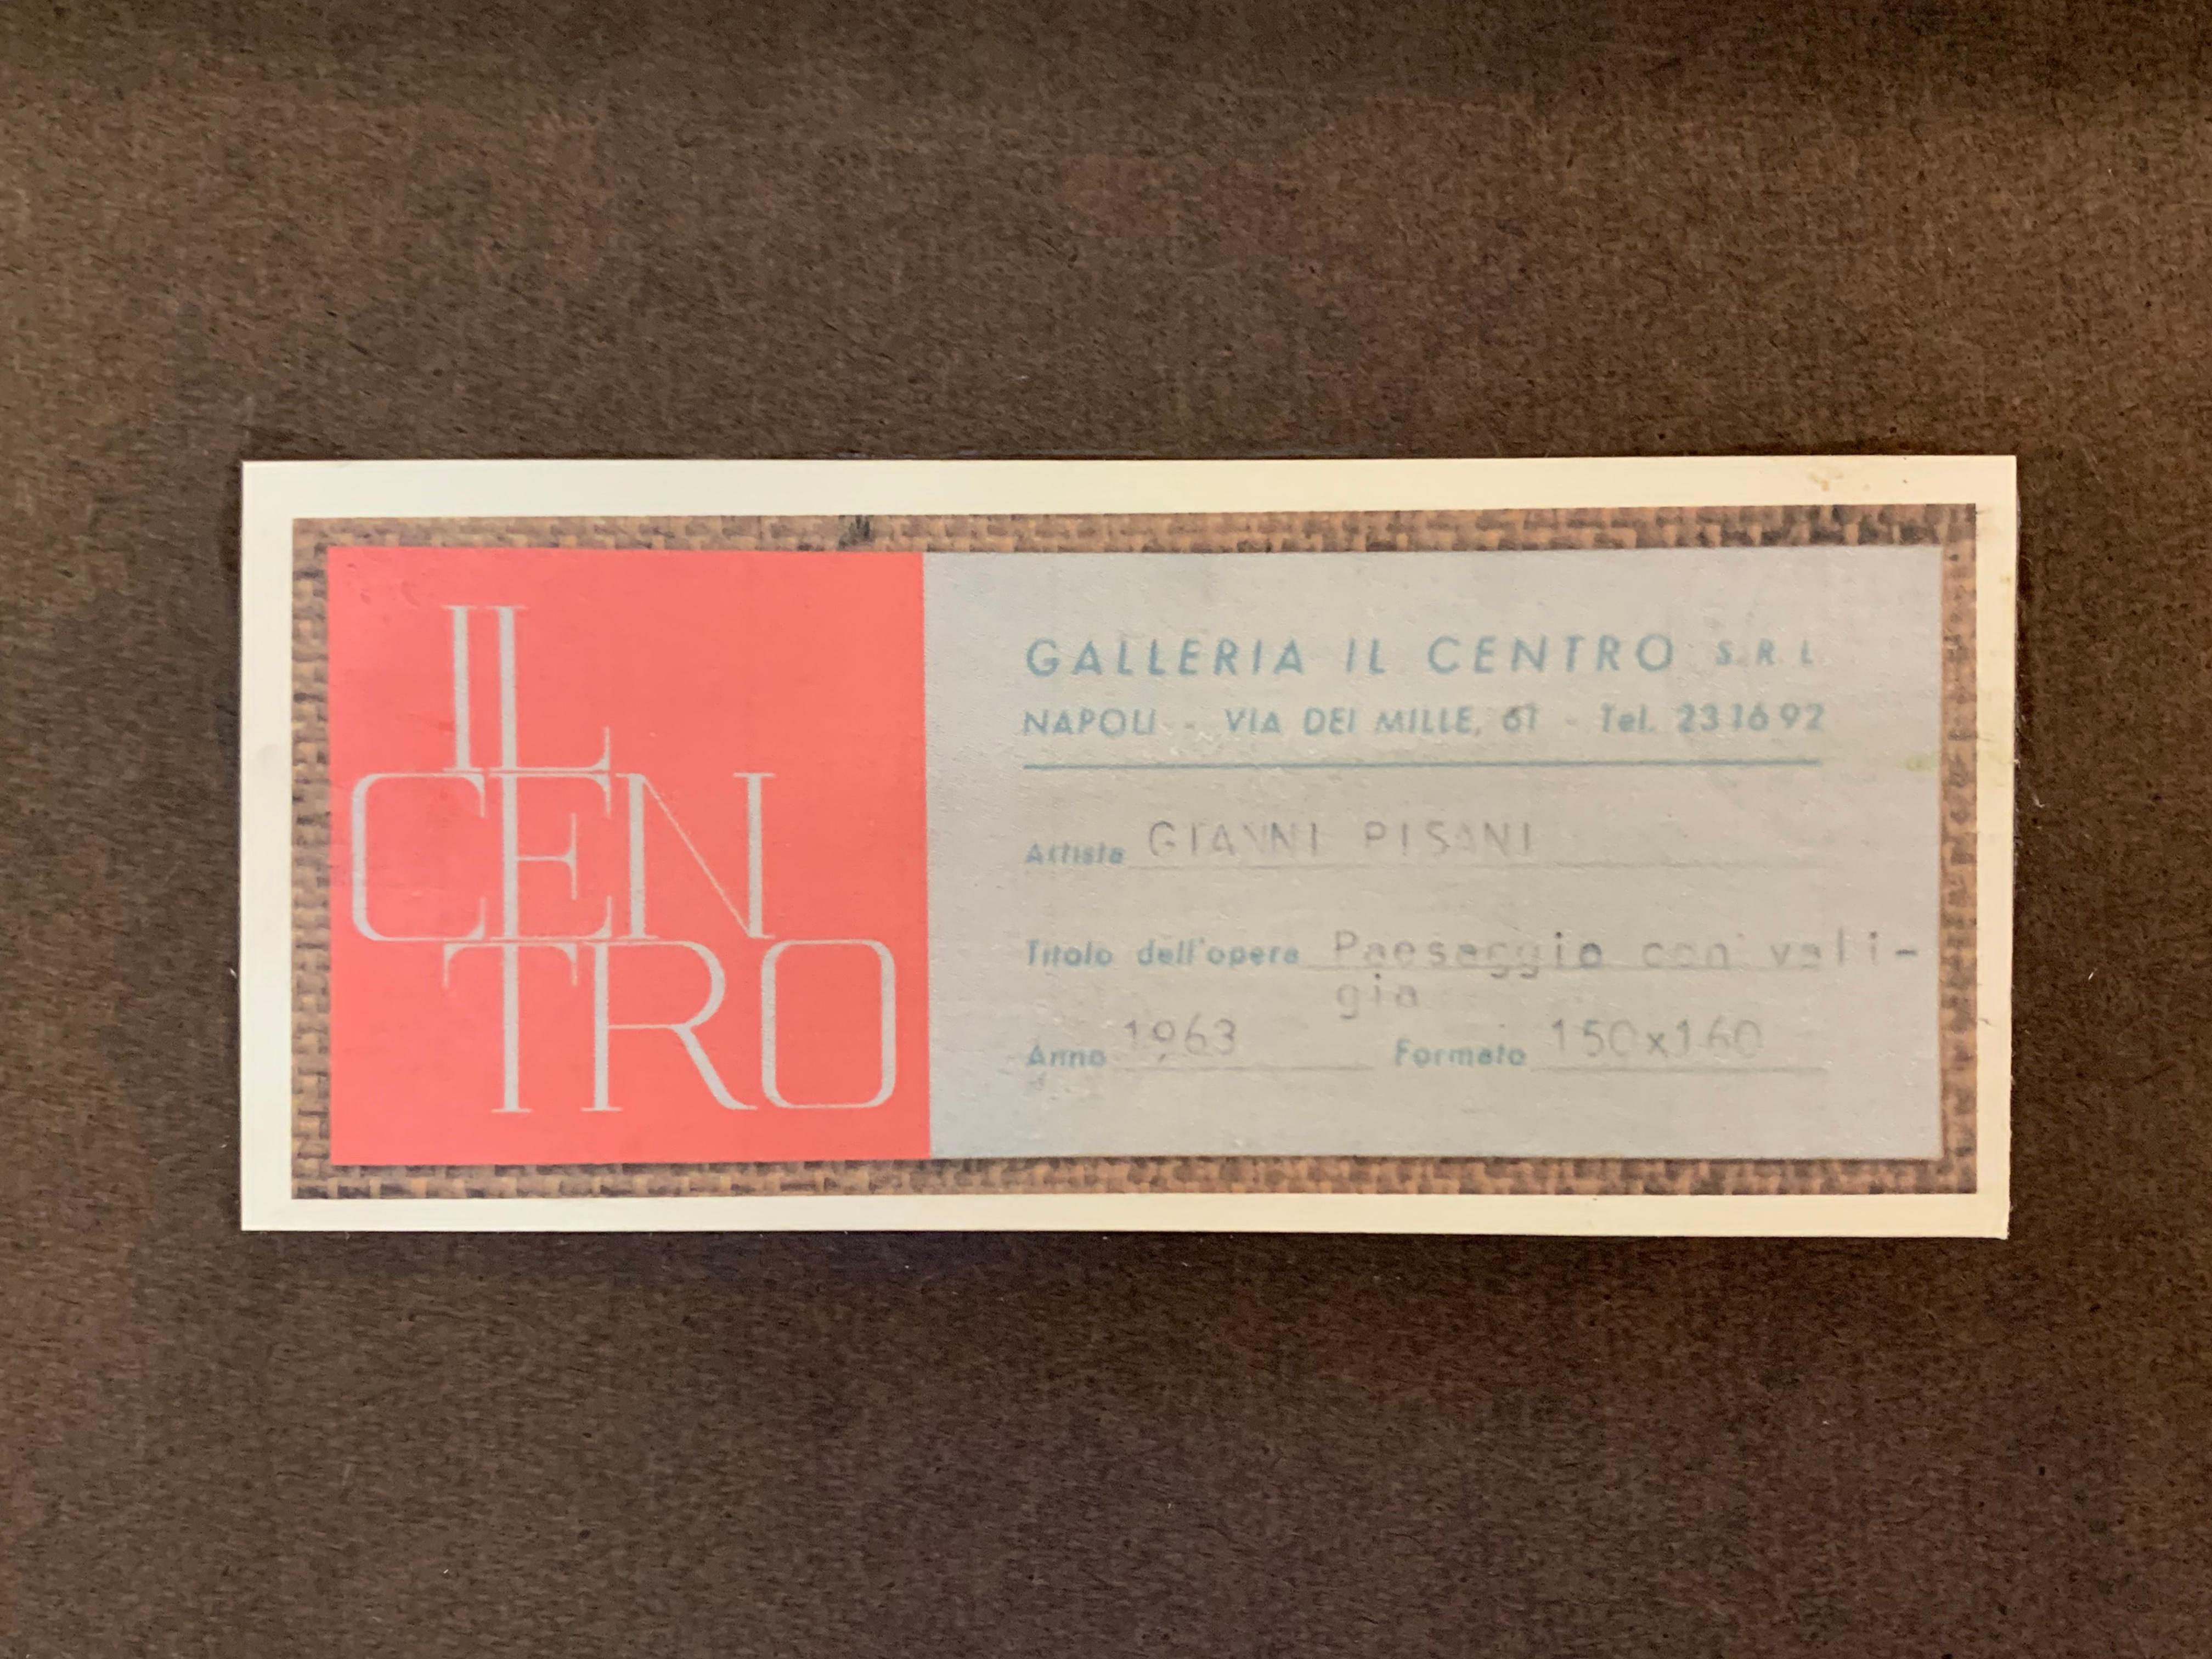 IL
CEN
TRO
GALLERIA IL CENTRO S.R.L
NAPOLI - VIA DEI MILLE, 61 - Tel. 231692
Artista GIANNI PISANI
Titolo dell'opera Paesaggio con vali-
gia
Anno 1963 Formato 150x160